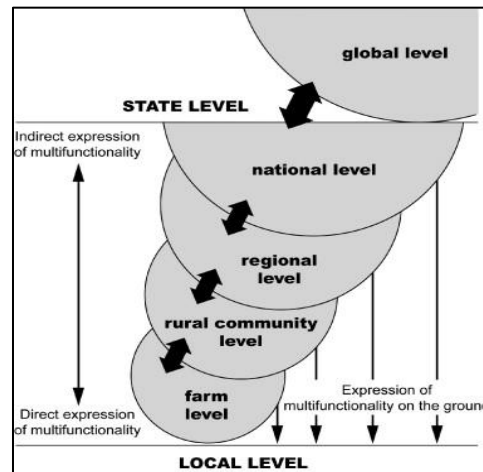 global level
STATE LEVEL
Indirect expression
of multifunctionality
national level
regional
level
rural community
level
farm
level
Direct expression
of multifunctionality
Expression of
multifunctionality on the ground
LOCAL LEVEL